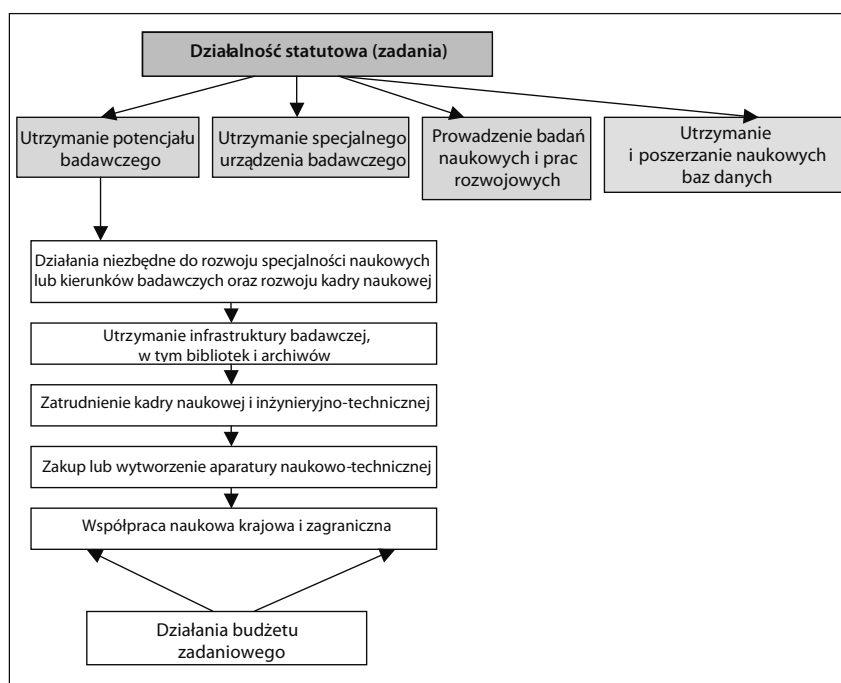 Działalność statutowa (zadania)
Utrzymanie potencjału
badawczego
Utrzymanie specjalnego
urządzenia badawczego
Prowadzenie badań
naukowych i prac
rozwojowych
Utrzymanie
i poszerzanie naukowych
baz danych
Działania niezbędne do rozwoju specjalności naukowych
lub kierunków badawczych oraz rozwoju kadry naukowej
Utrzymanie infrastruktury badawczej,
w tym bibliotek i archiwów
Zatrudnienie kadry naukowej i inżynieryjno-technicznej
Zakup lub wytworzenie aparatury naukowo-technicznej
Współpraca naukowa krajowa i zagraniczna
Działania budżetu
zadaniowego